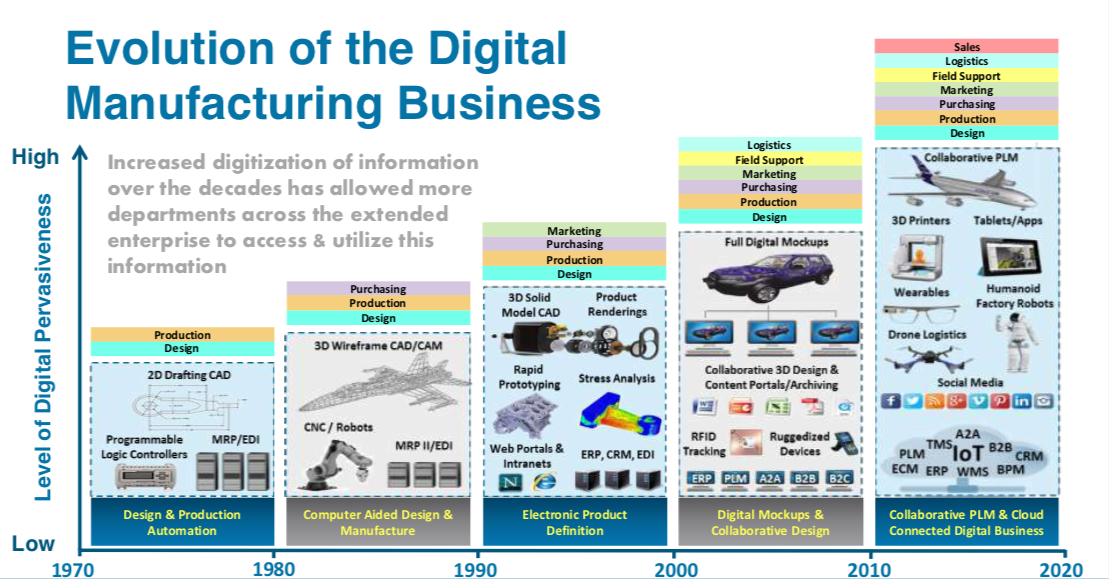 Evolution of the Digital
Manufacturing Business
High
Increased digitization of information
over the decades has allowed more
departments across the extended
enterprise to access & utilize this
information
Level of Digital Pervasiveness
Low
Production
Design
2D Drafting CAD
Programmable
Logic Controllers
MRP/EDI
Design & Production
Automation
Purchasing
Production
Design
3D Wireframe CAD/CAM
CNC / Robots
MRP II/EDI
Computer Aided Design &
Manufacture
Marketing
Purchasing
Production
Design
3D Solid
Model CAD
Product
Renderings
Rapid
Prototyping
Stress Analysis
Web Portals &
Intranets
ERP, CRM, EDI
N
Electronic Product
Definition
Logistics
Field Support
Marketing
Purchasing
Production
Design
Full Digital Mockups
Collaborative 3D Design &
Content Portals/Archiving
RFID
Tracking
Ruggedized
Devices
ERP PLM A2A B2B B2C
Digital Mockups &
Collaborative Design
Sales
Logistics
Field Support
Marketing
Purchasing
Production
Design
Collaborative PLM
3D Printers
Tablets/Apps
Wearables
Humanoid
Factory Robots
Drone Logistics
Social Media
A2A
TMS IoT B2B
PLM CRM
ECM ERP WMS BPM
Collaborative PLM & Cloud
Connected Digital Business
1970 1980 1990 2000 2010 2020